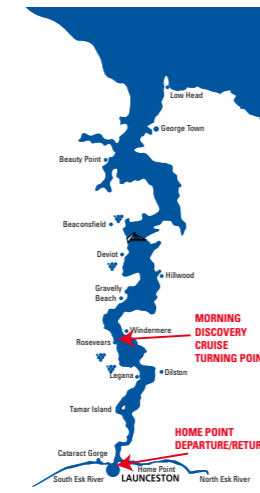 Low Head
George Town
Beauty Point
Beaconsfield
Deviot
Hillwood
Gravelly
Beach
MORNING
DISCOVERY
CRUISE
TURNING POIN
Windermere
Rosevears
Legana
Dilston
Tamar Island
HOME POINT
DEPARTURE/RETUR
Cataract Gorge
Home Point
South Esk River
LAUNCESTON
North Esk River